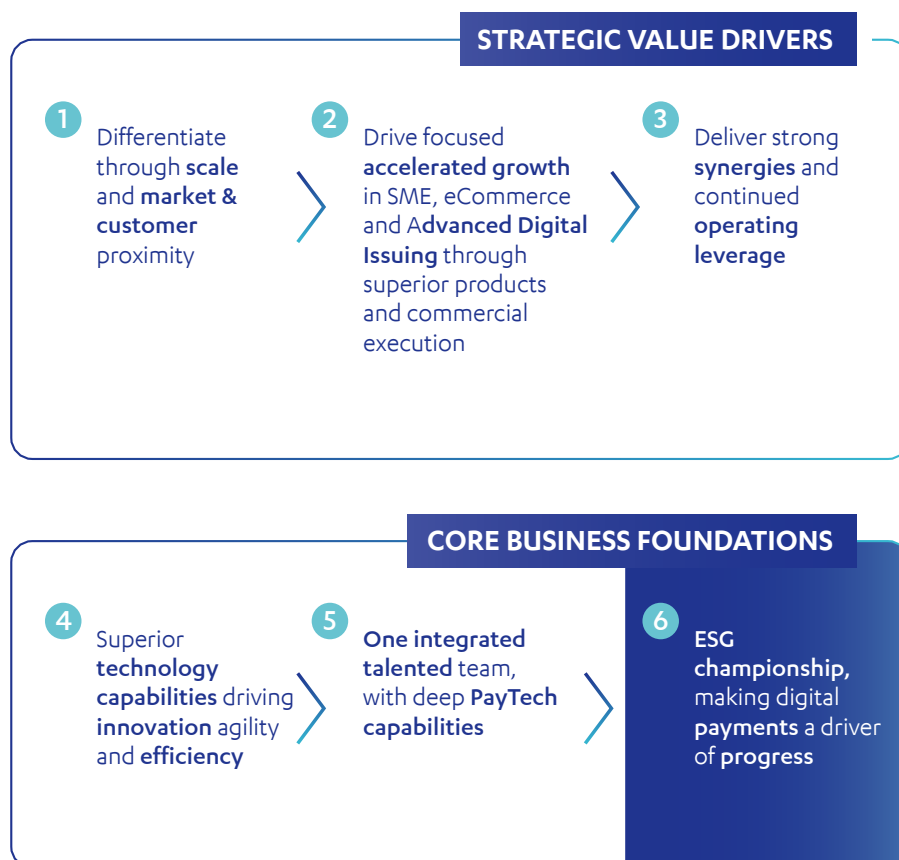 STRATEGIC VALUE DRIVERS
1
Differentiate
through scale
and market &
customer
proximity
2
Drive focused
accelerated growth
in SME, eCommerce
and Advanced Digital
Issuing through
superior products
and commercial
execution
3
Deliver strong
synergies and
continued
operating
leverage
CORE BUSINESS FOUNDATIONS
4
Superior
technology
capabilities driving
innovation agility
and efficiency
5
One integrated
talented team,
with deep PayTech
capabilities
6
ESG
championship,
making digital
payments a driver
of progress